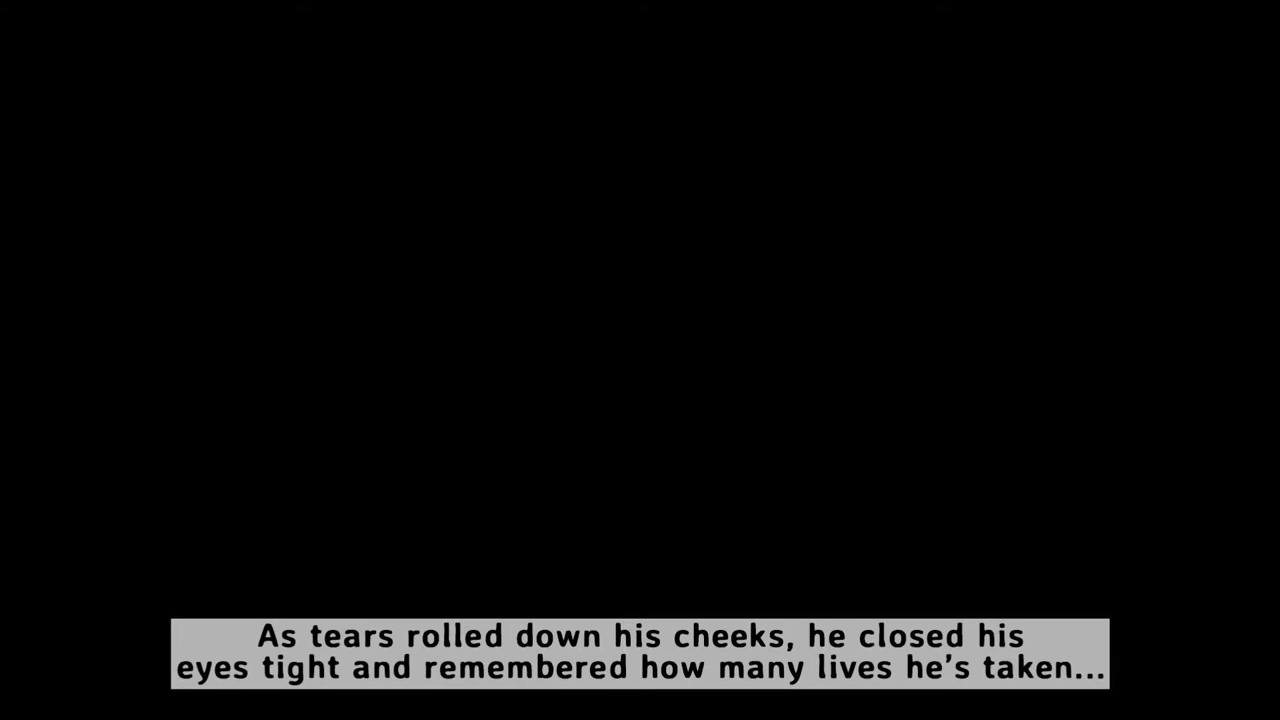 As tears rolled down his cheeks, he closed his
eyes tight and remembered how many lives he's taken...